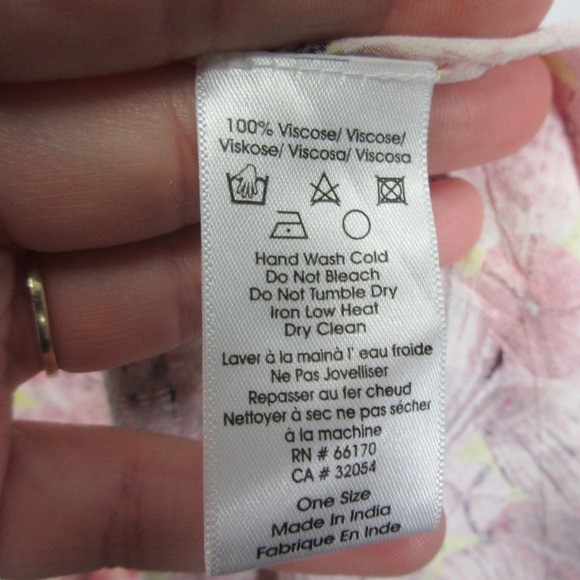 100% Viscose/ Viscose/
Viskose/ Viscosa/ Viscosa
Hand Wash Cold
Do Not Bleach
Do Not Tumble Dry
Iron Low Heat
Dry Clean
Laver à la mainà l' eau froide
Ne Pas Jovelliser
Repasser au fer cheud
Nettoyer à sec ne pas sécher
à la machine
RN # 66170
CA # 32054
One Size
Made In India
Fabrique En Inde